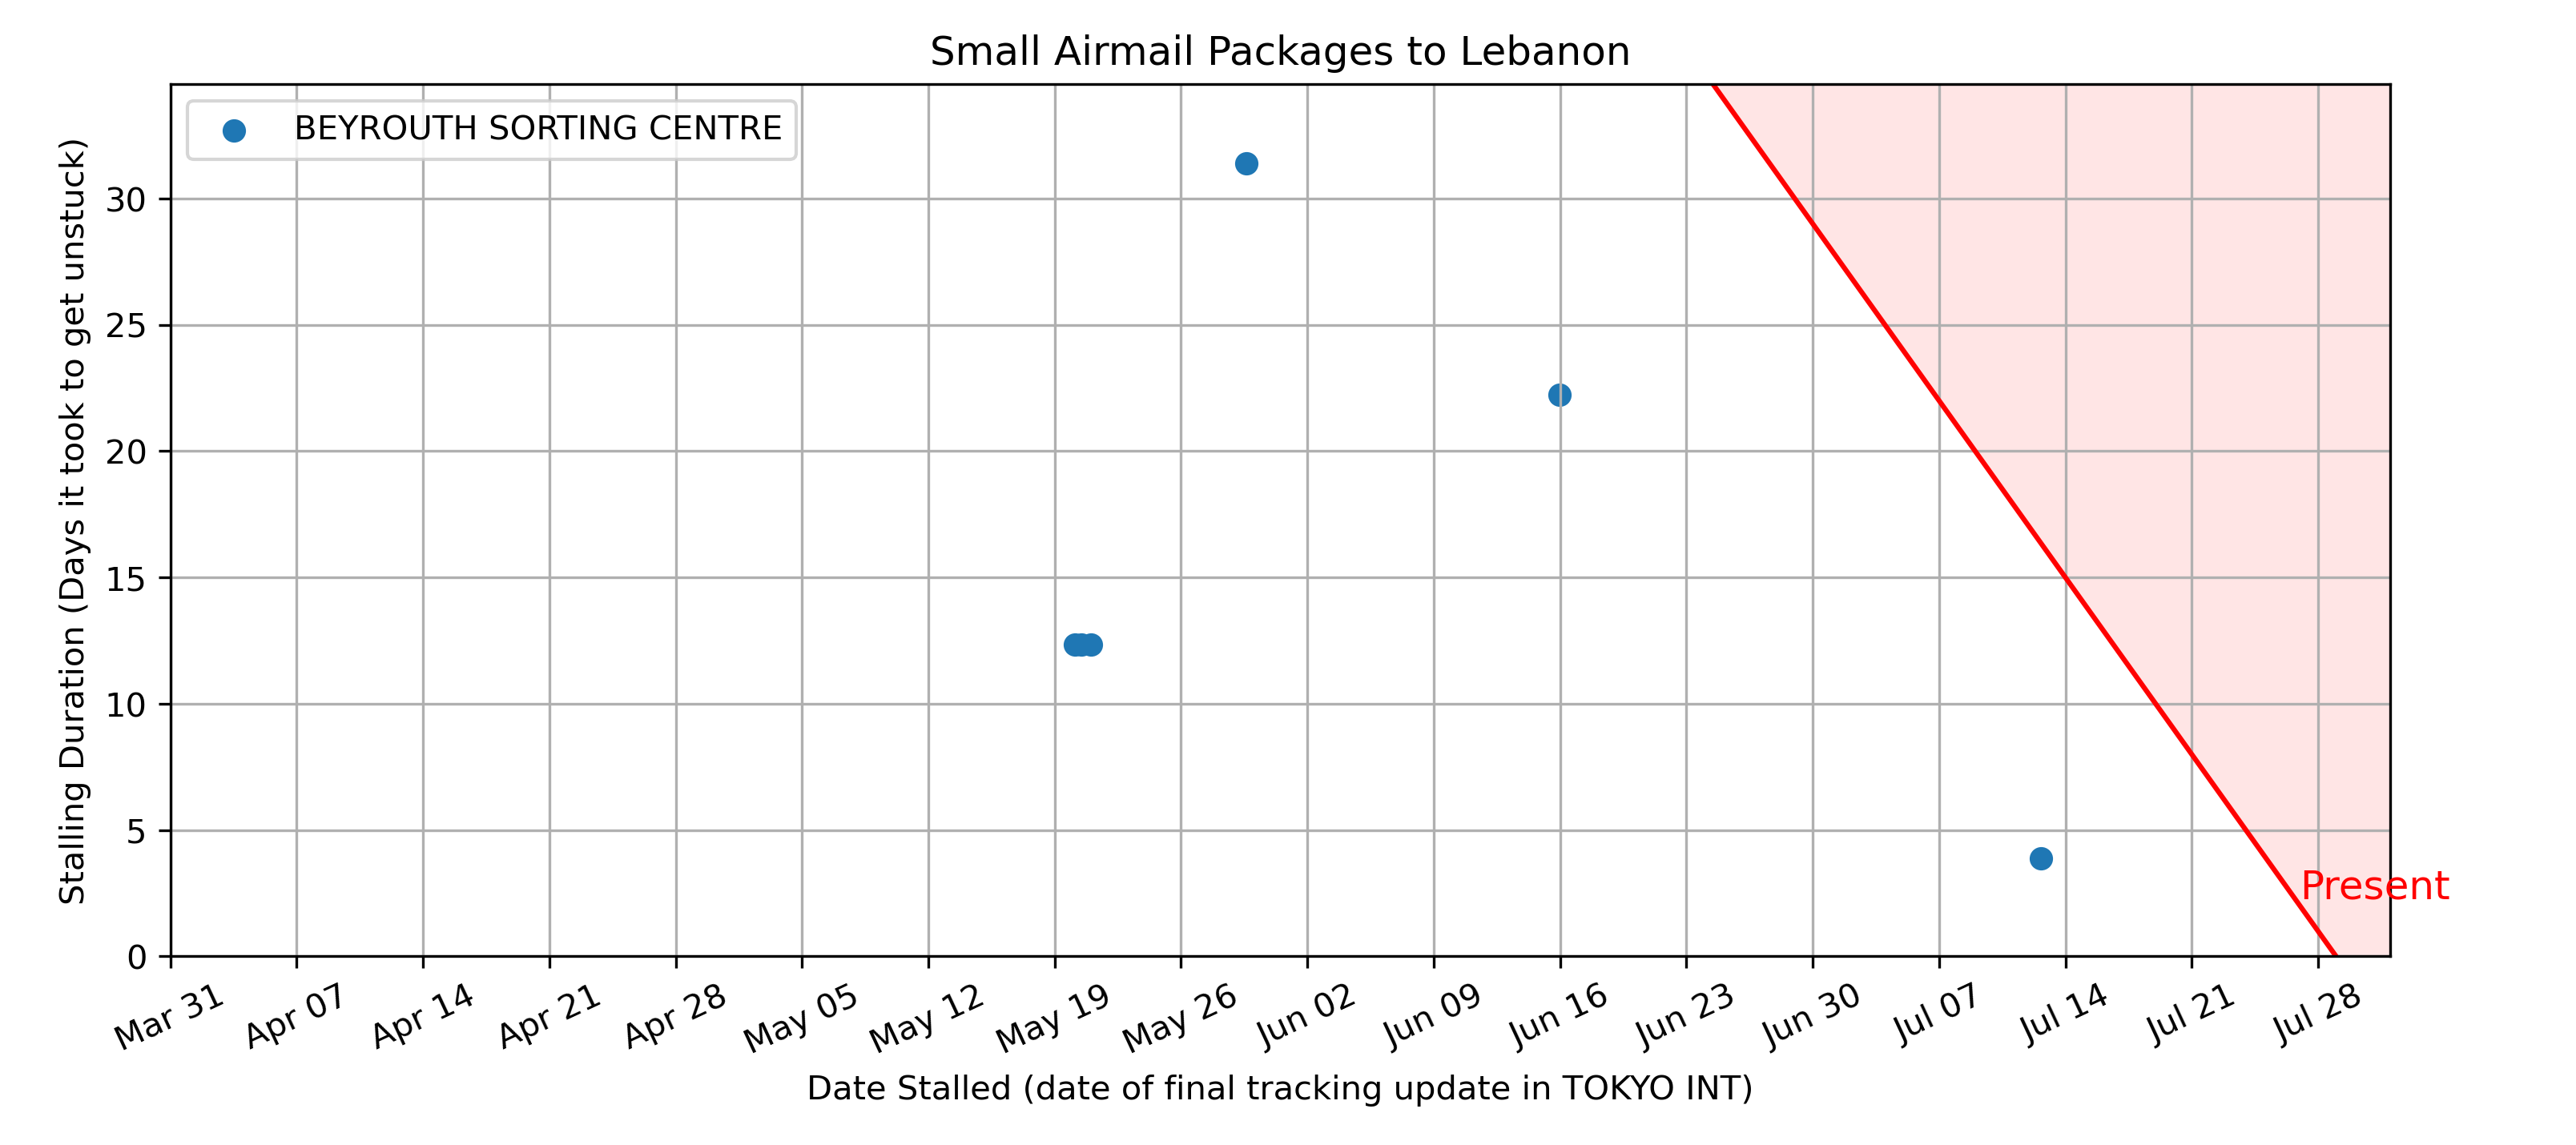 Small Airmail Packages to Lebanon
BEYROUTH SORTING CENTRE
Stalling Duration (Days it took to get unstuck)
30
25
20
15
10
5
0
Present
Mar 31
Apr 07
Apr 14
Apr 21
Apr 28
May 05
May 12
May 19
May 26
Jun 02
Jun 09
Jun 16
Jun 23
Jun 30
Jul 07
Jul 14
Jul 21
Jul 28
Date Stalled (date of final tracking update in TOKYO INT)